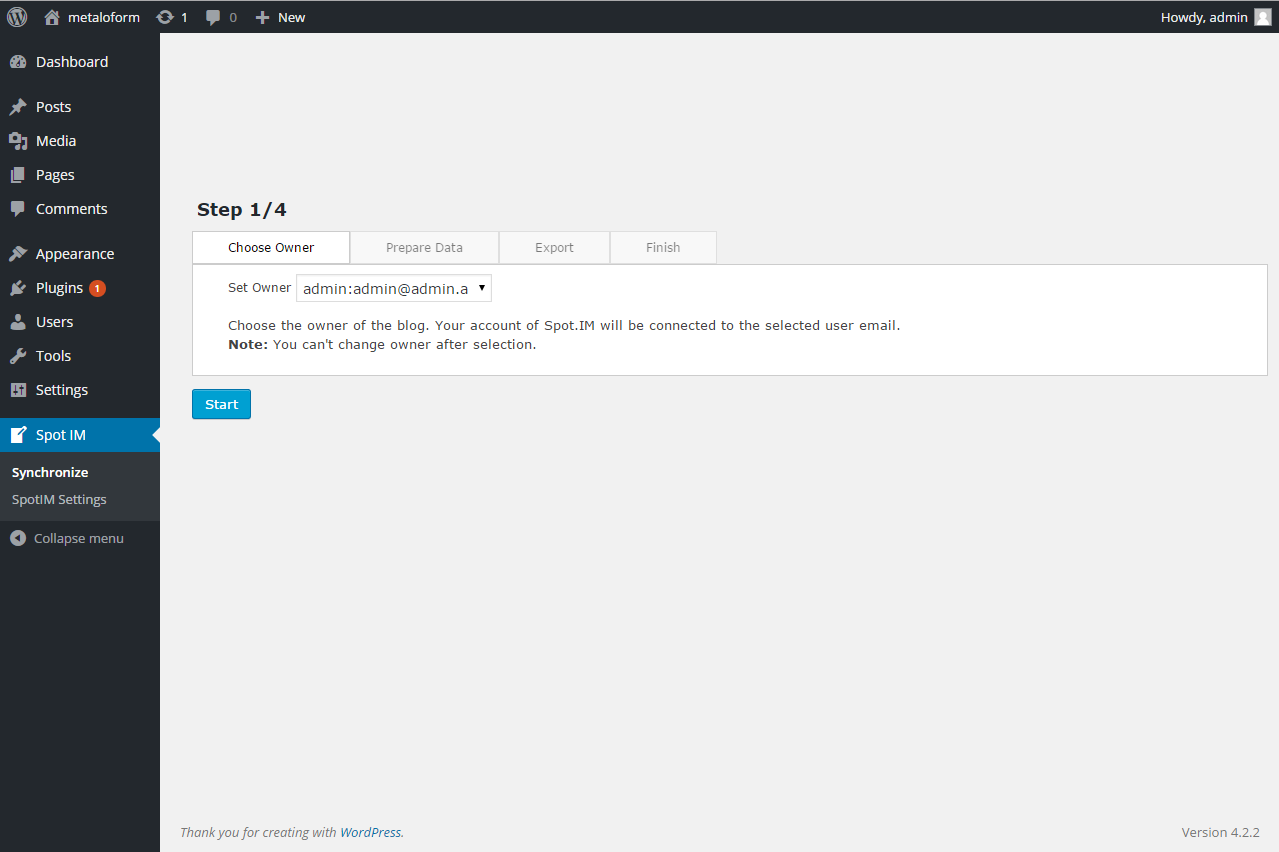 metaloform 1 0 New Howdy, admin
Dashboard
Posts
Media
Pages
Comments
Appearance
Plugins 1
Users
Tools
Settings
Spot IM
Synchronize
SpotIM Settings
Collapse menu
Step 1/4
Choose Owner Prepare Data Export Finish
Set Owner admin:admin@admin.a
Choose the owner of the blog. Your account of Spot.IM will be connected to the selected user email.
Note: You can't change owner after selection.
Start
Thank you for creating with WordPress. Version 4.2.2